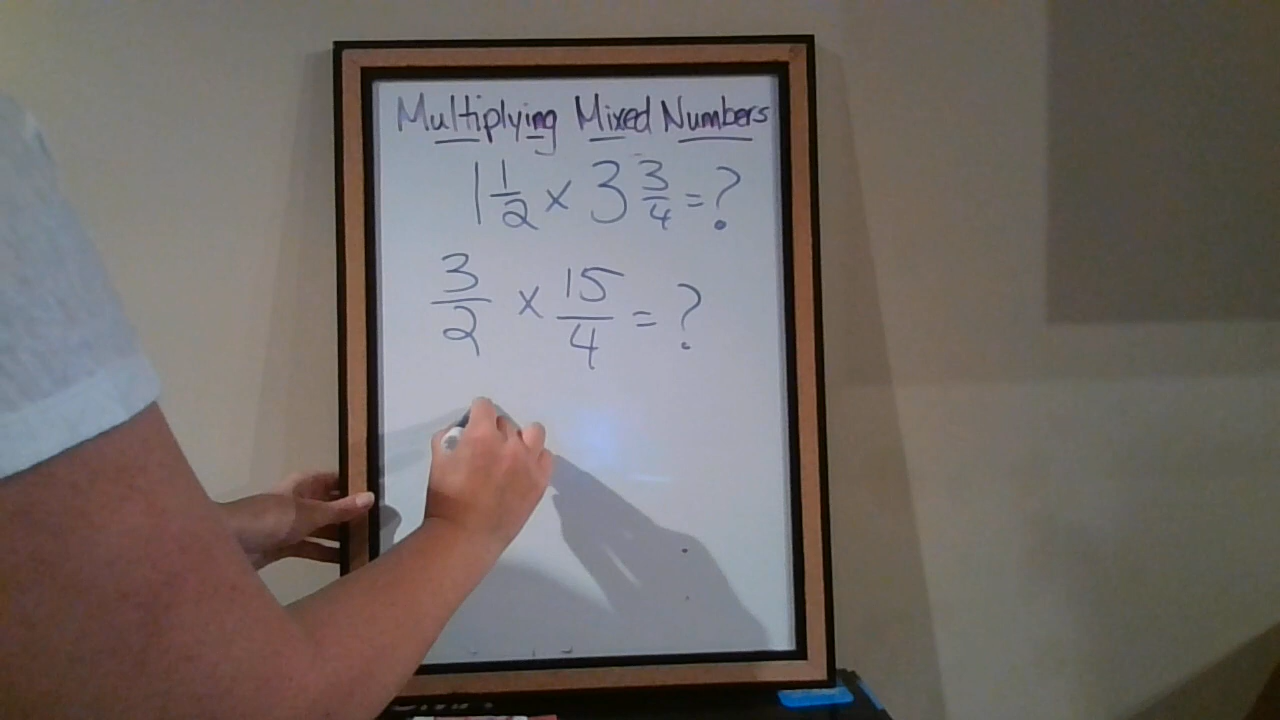 Multiplying Mixed Numbers
1 1/2 × 3 3/4 = ?
3/2 × 15/4 = ?